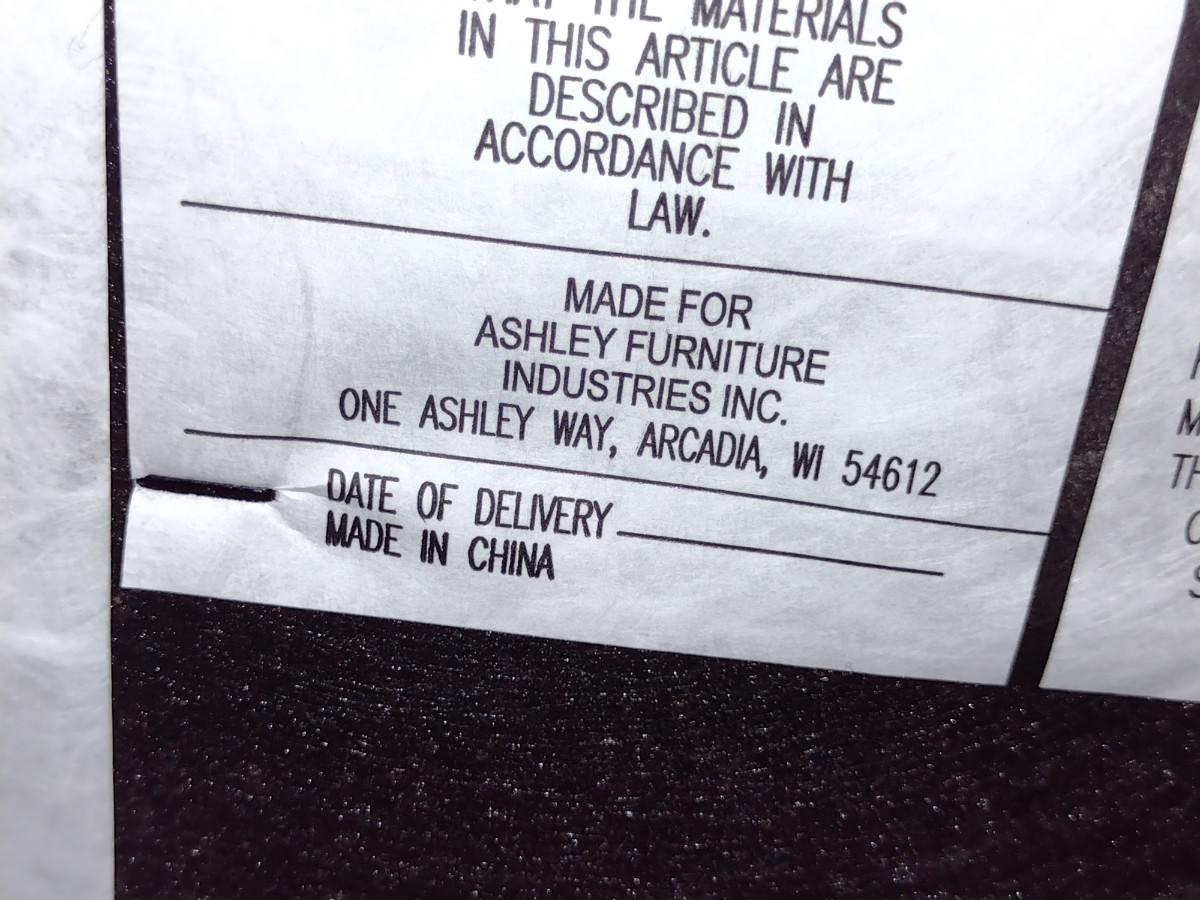 THE MATERIALS
IN THIS ARTICLE ARE
DESCRIBED IN
ACCORDANCE WITH
LAW.
MADE FOR
ASHLEY FURNITURE
INDUSTRIES INC.
ONE ASHLEY WAY, ARCADIA, WI 54612
DATE OF DELIVERY
MADE IN CHINA